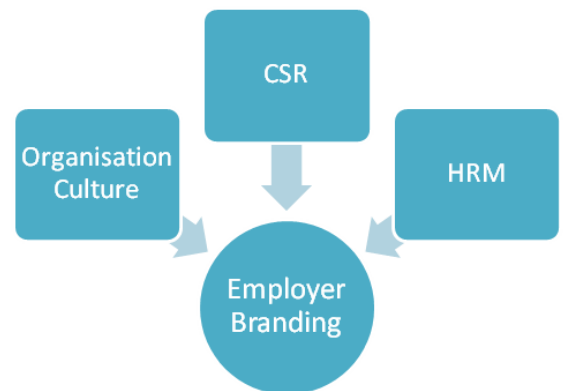 CSR
Organisation
Culture
HRM
Employer
Branding